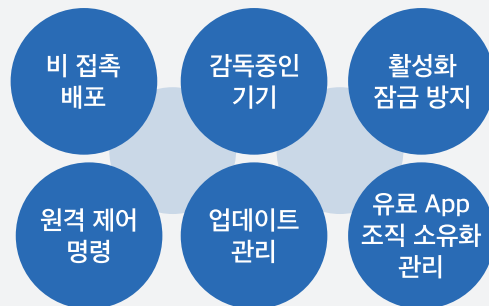 비 접촉
배포
감독중인
기기
활성화
잠금 방지
원격 제어
명령
업데이트
관리
유료 App
조직 소유화
관리